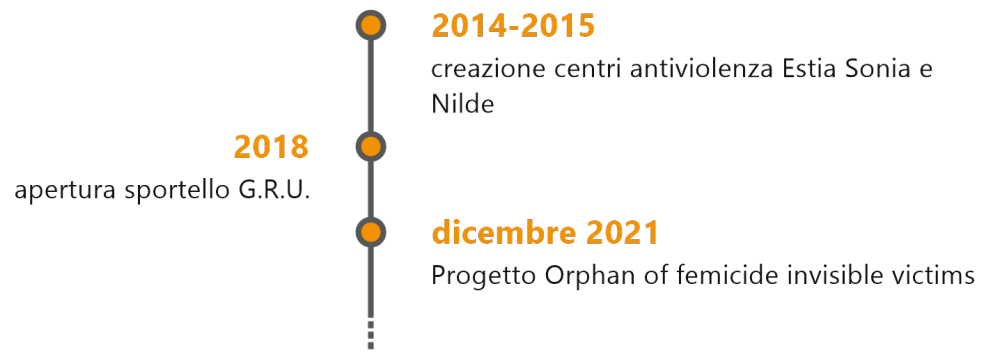 2014-2015
creazione centri antiviolenza Estia Sonia e
Nilde
2018
apertura sportello G.R.U.
dicembre 2021
Progetto Orphan of femicide invisible victims